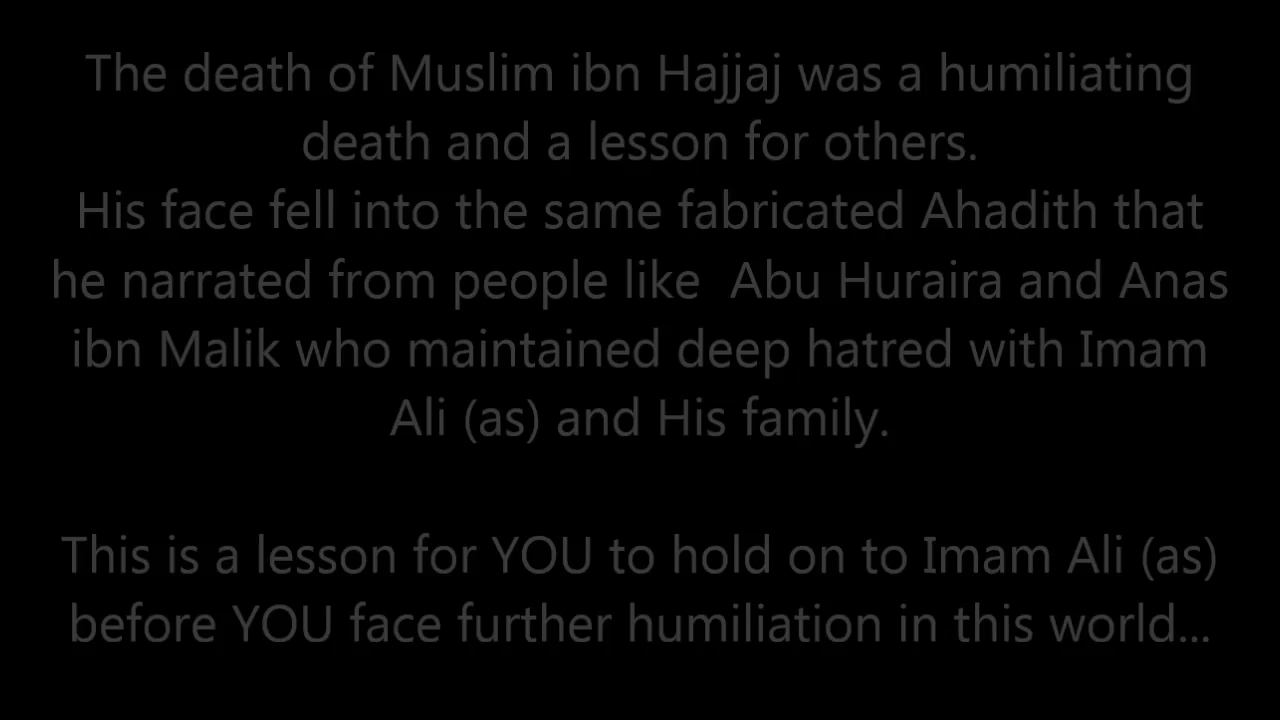 The death of Muslim ibn Hajjaj was a humiliating
death and a lesson for others.
His face fell into the same fabricated Ahadith that
he narrated from people like  Abu Huraira and Anas
ibn Malik who maintained deep hatred with Imam
Ali (as) and His family.
This is a lesson for YOU to hold on to Imam Ali (as)
before YOU face further humiliation in this world...